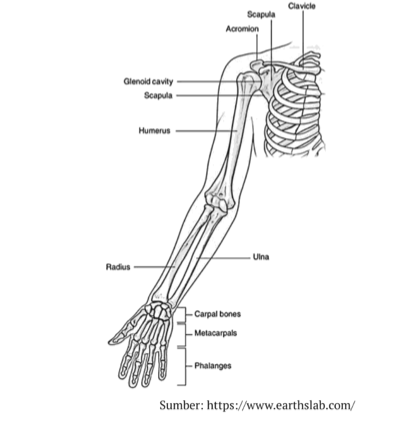 Clavicle
Scapula
Acromion
Glenoid cavity
Scapula
Humerus
Ulna
Radius
Carpal bones
Metacarpals
Phalanges
Sumber: https://www.earthslab.com/